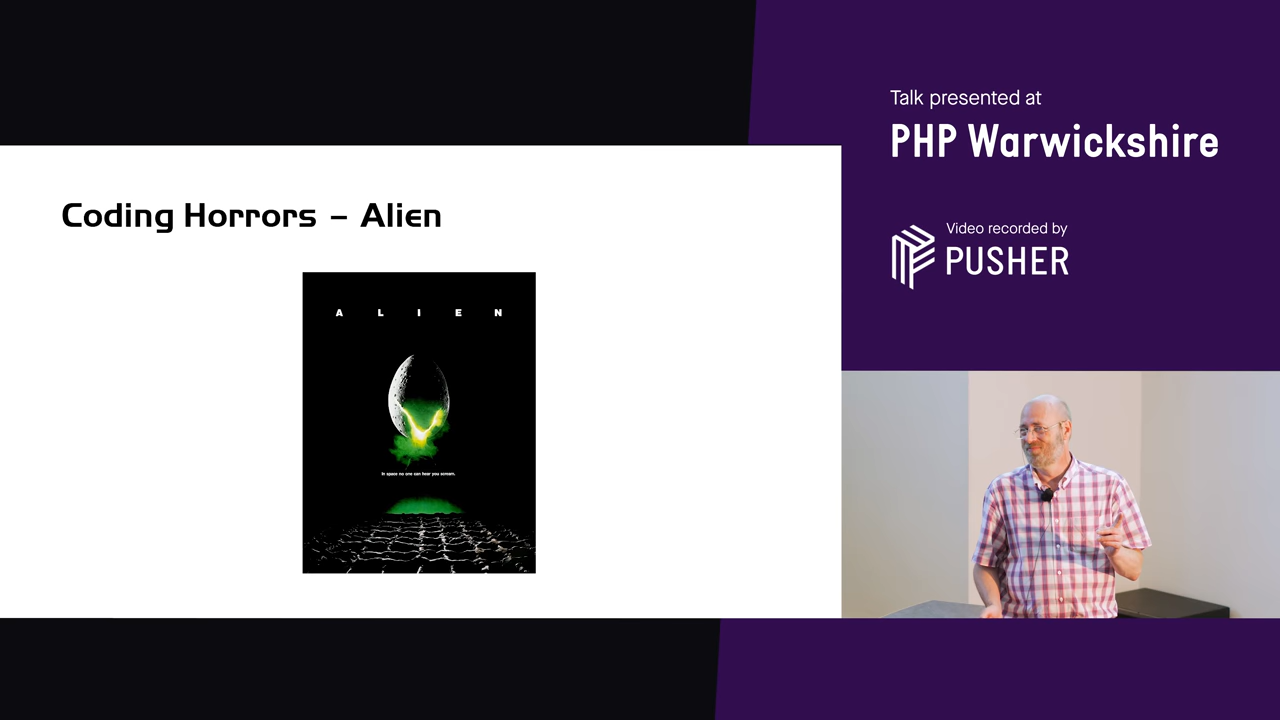 Talk presented at
PHP Warwickshire
Video recorded by
PUSHER
Coding Horrors – Alien
A L I E N
In space no one can hear you scream.